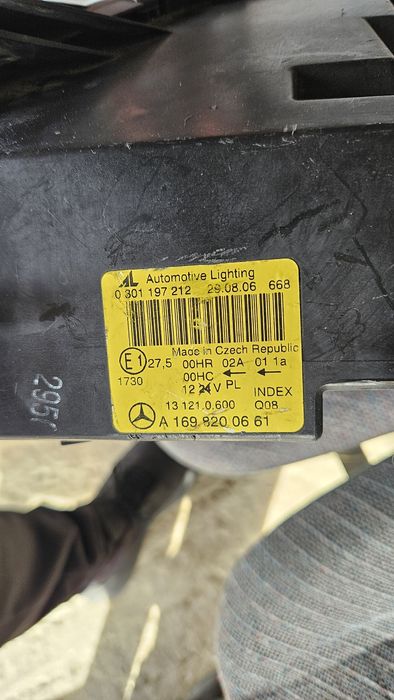 AL Automotive Lighting
0 301 197 212 29.08.06 668
Made in Czech Republic
E1 27,5 00HR 02A 01 1a
1730 00HC ← ←
12 24V PL INDEX
13 121.0.600 Q08
A 169 820 06 61
295r